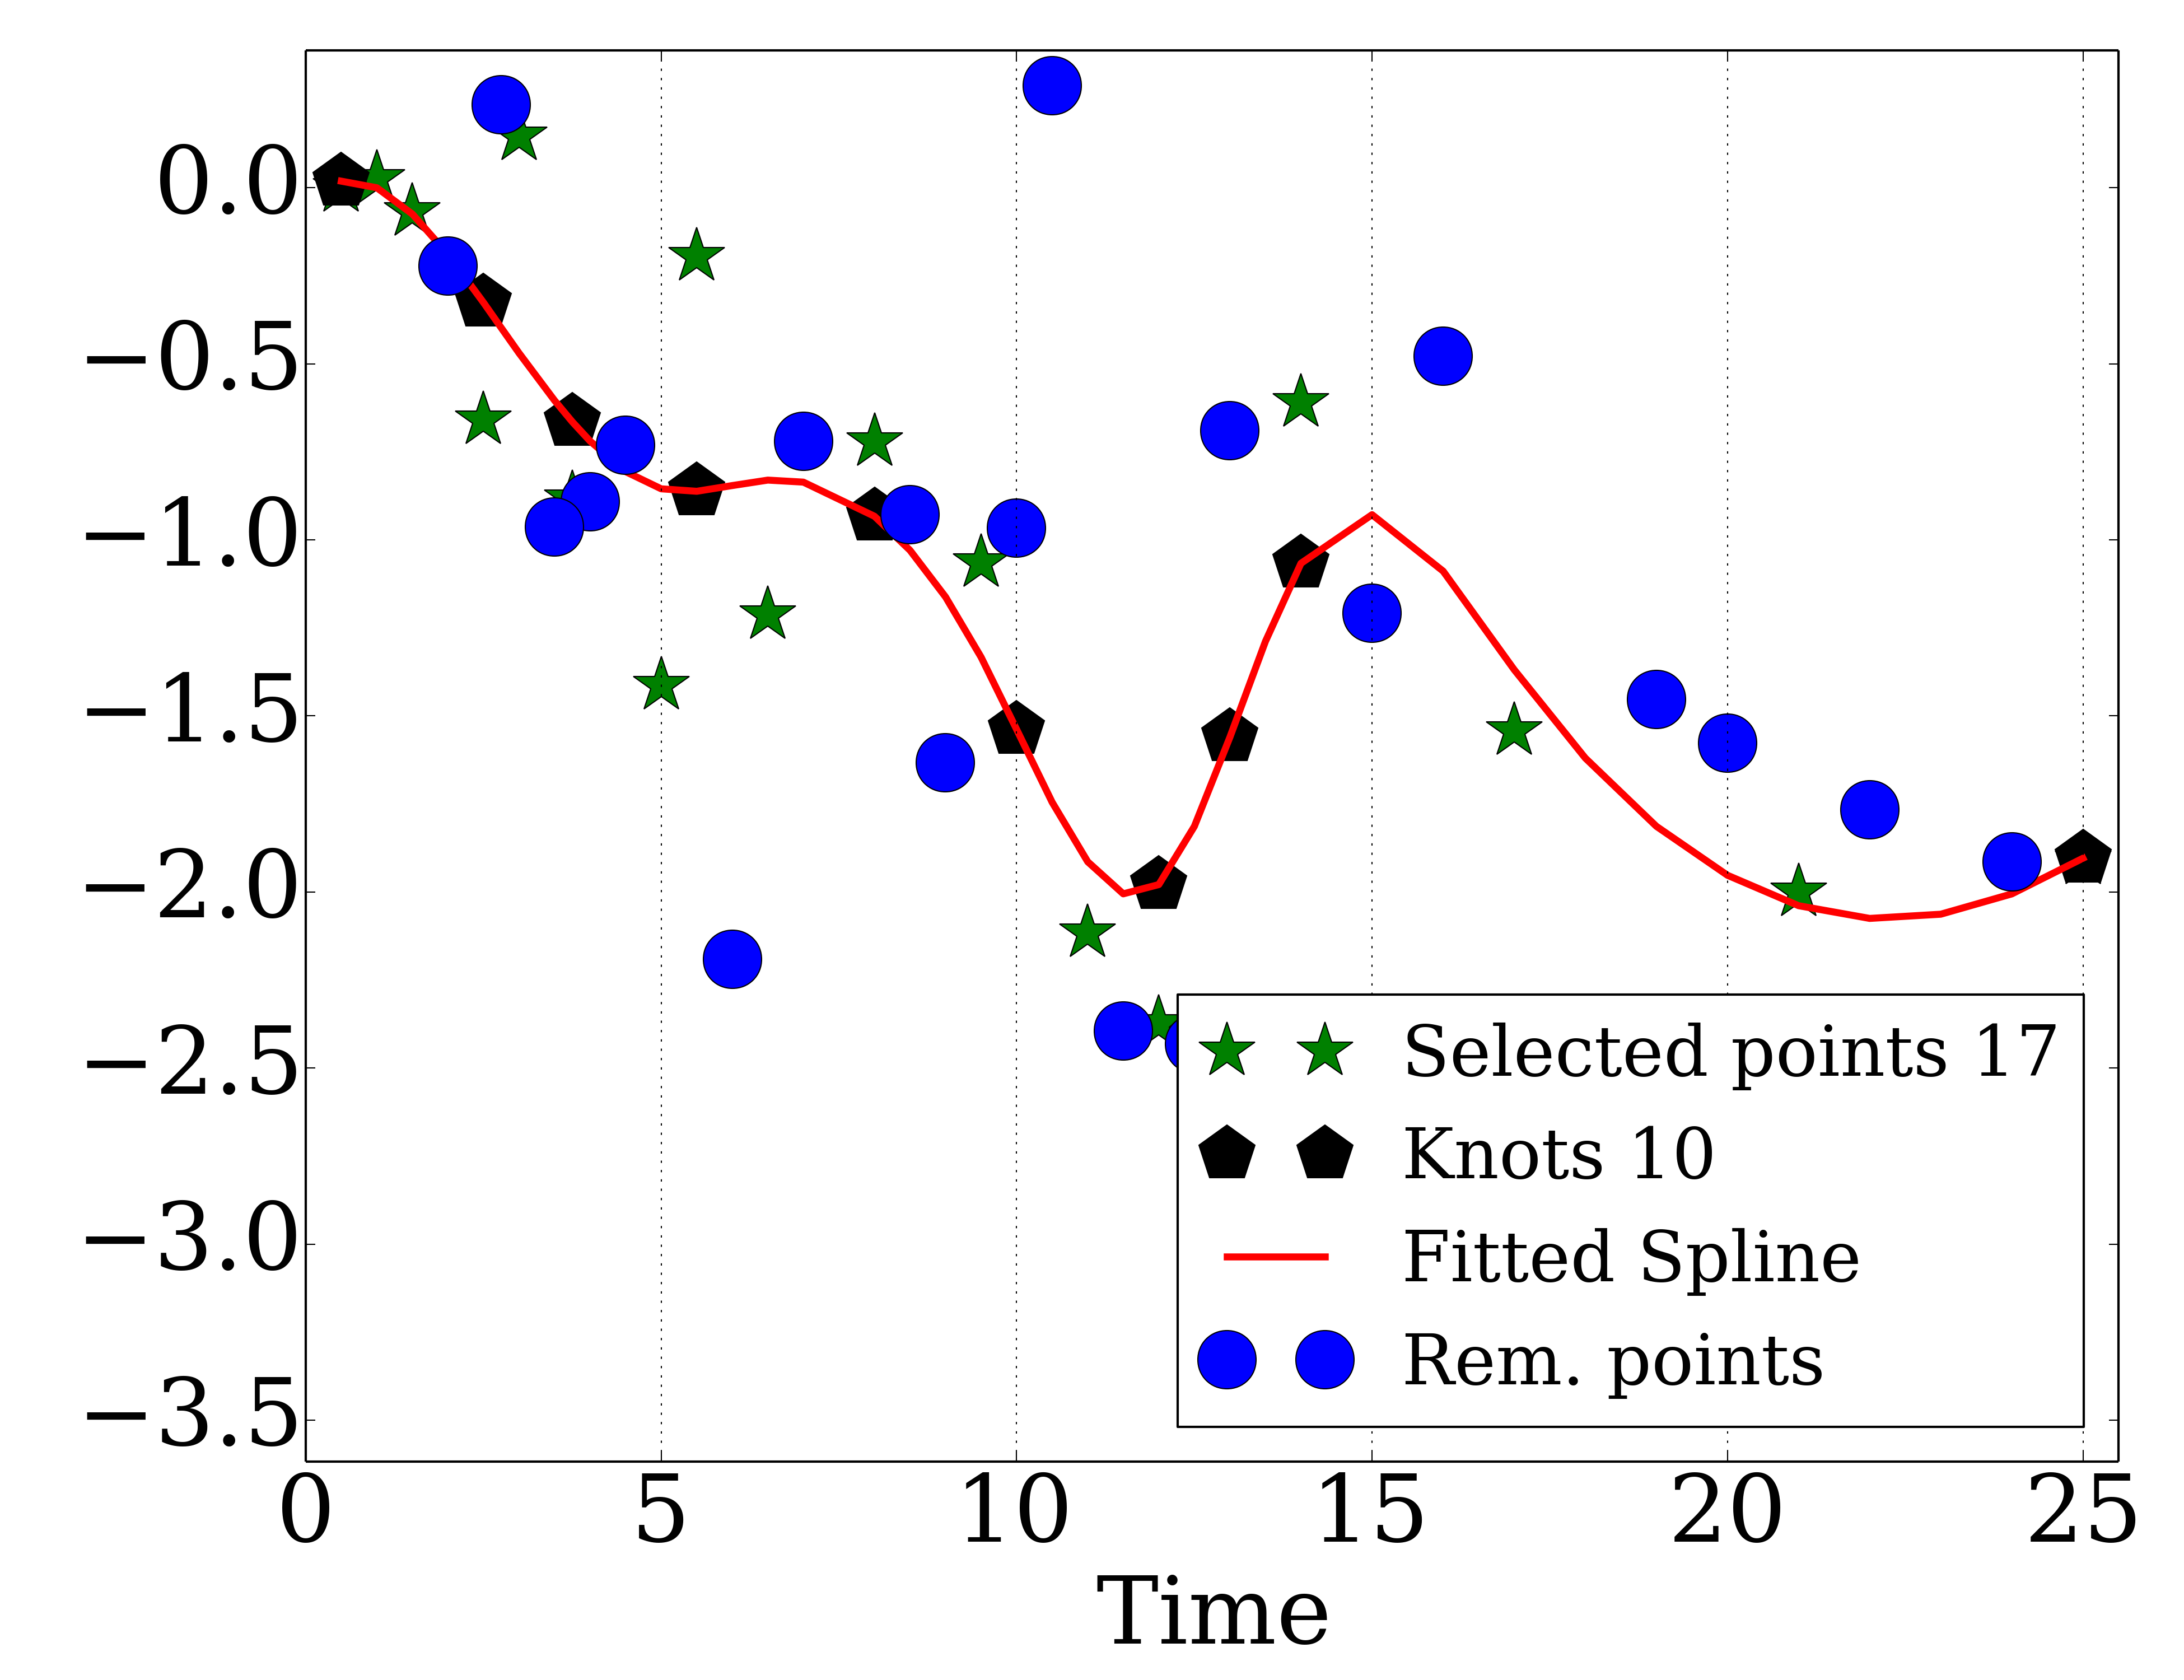 0.0
−0.5
−1.0
−1.5
−2.0
−2.5
−3.0
−3.5
Selected points 17
Knots 10
Fitted Spline
Rem. points
0 5 10 15 20 25
Time